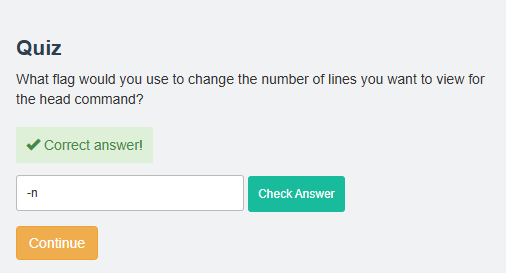 Quiz
What flag would you use to change the number of lines you want to view for
the head command?
✔ Correct answer!
-n
Check Answer
Continue